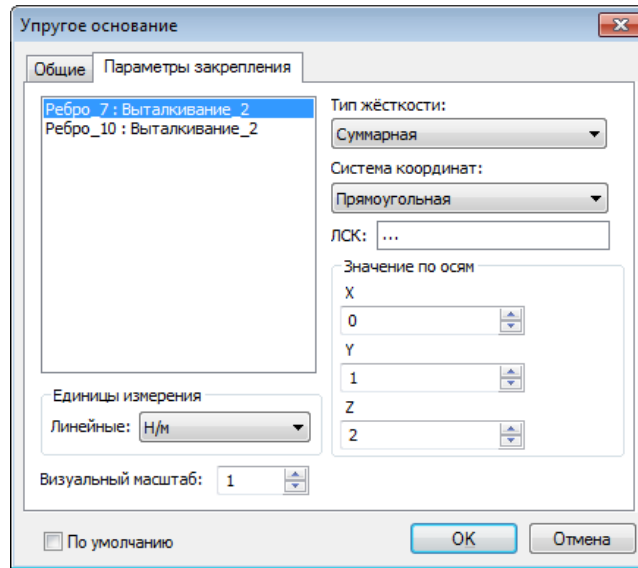 Упругое основание
Общие
Параметры закрепления
Ребро_7 : Выталкивание_2
Ребро_10 : Выталкивание_2
Единицы измерения
Линейные: Н/м
Визуальный масштаб: 1
Тип жёсткости:
Суммарная
Система координат:
Прямоугольная
ЛСК: ...
Значение по осям
X
0
Y
1
Z
2
По умолчанию
OK
Отмена